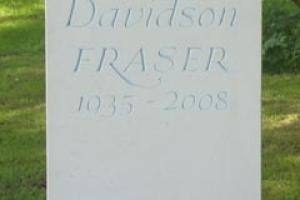 Davidson
FRASER
1935 - 2008